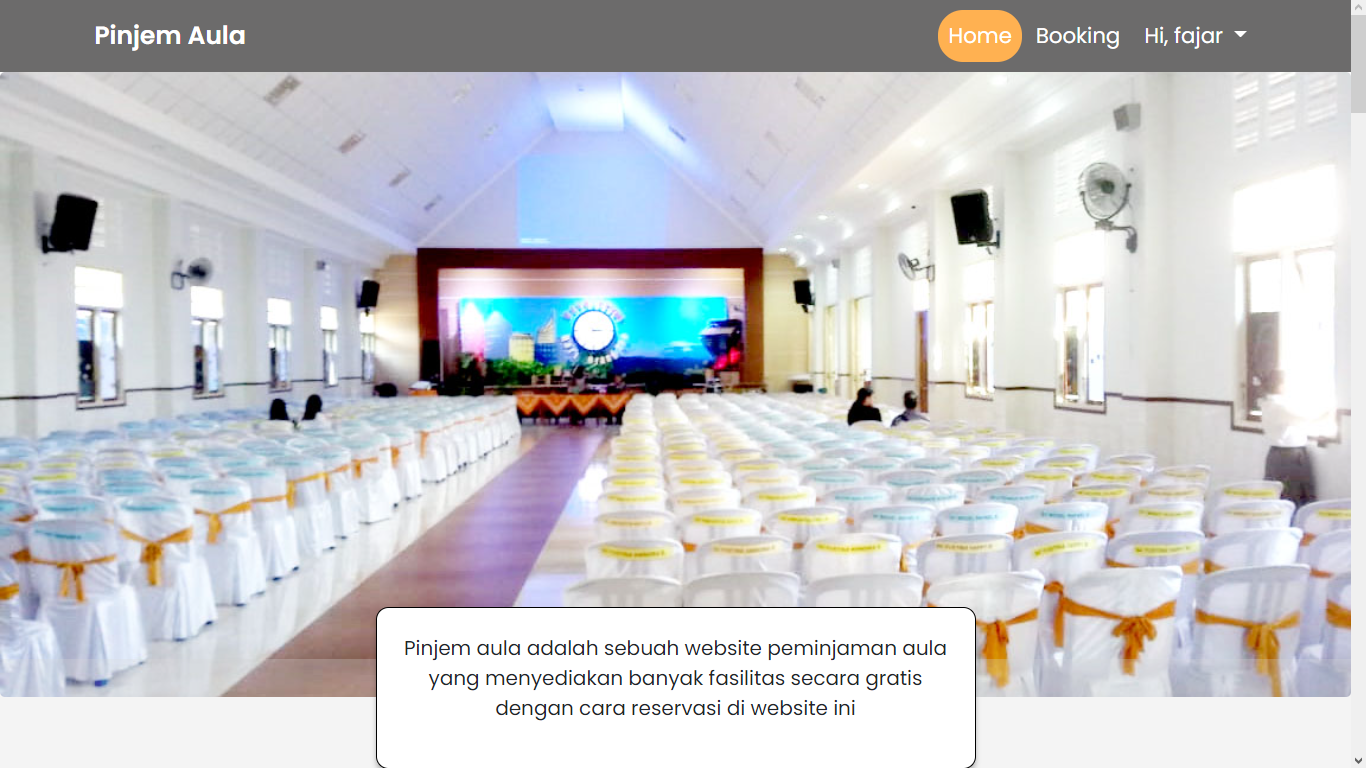 Pinjem Aula
Home
Booking
Hi, fajar
Pinjem aula adalah sebuah website peminjaman aula
yang menyediakan banyak fasilitas secara gratis
dengan cara reservasi di website ini